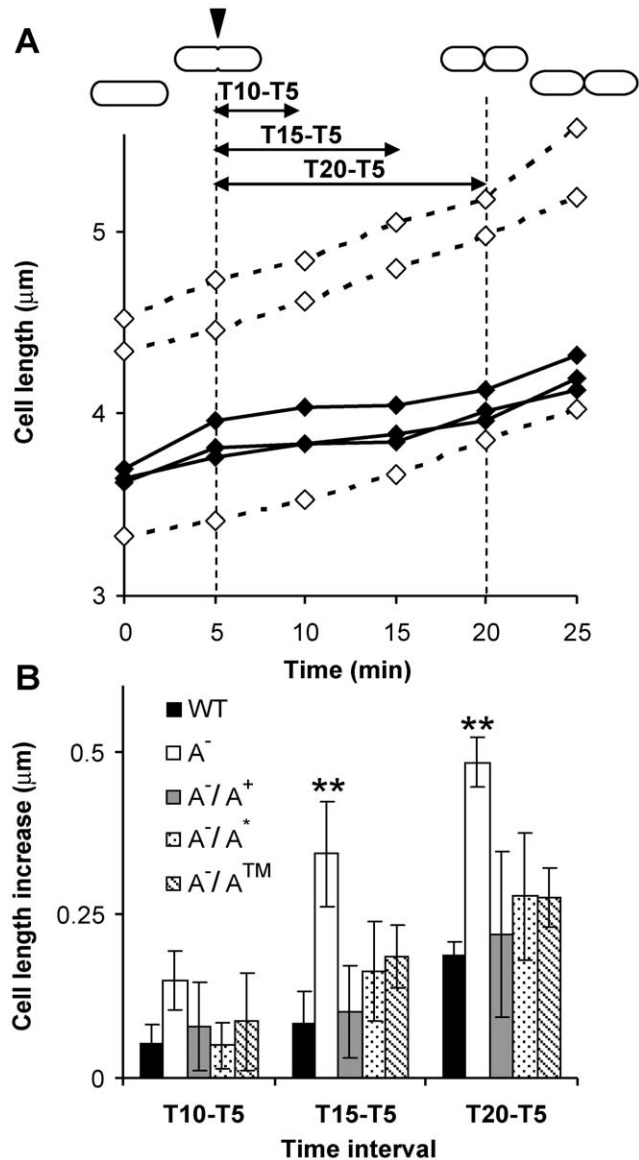 A
T10-T5
T15-T5
T20-T5
Cell length (μm)
5
4
3
0 5 10 15 20 25
Time (min)
B
WT
A⁻
A⁻/A⁺
A⁻/A*
A⁻/Aᵀᴹ
**
**
Cell length increase (μm)
0.5
0.25
0
T10-T5 T15-T5 T20-T5
Time interval